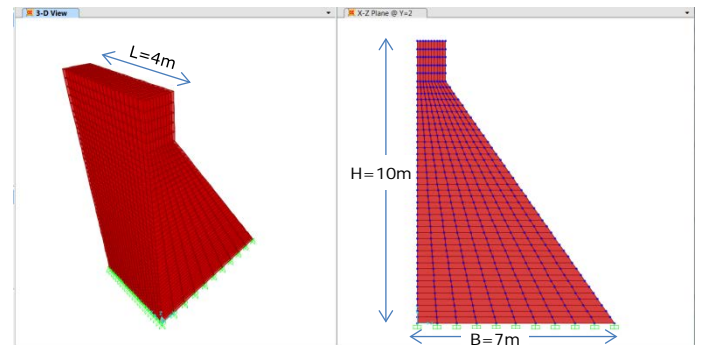 3-D View
X-Z Plane @ Y=2
L=4m
H=10m
B=7m